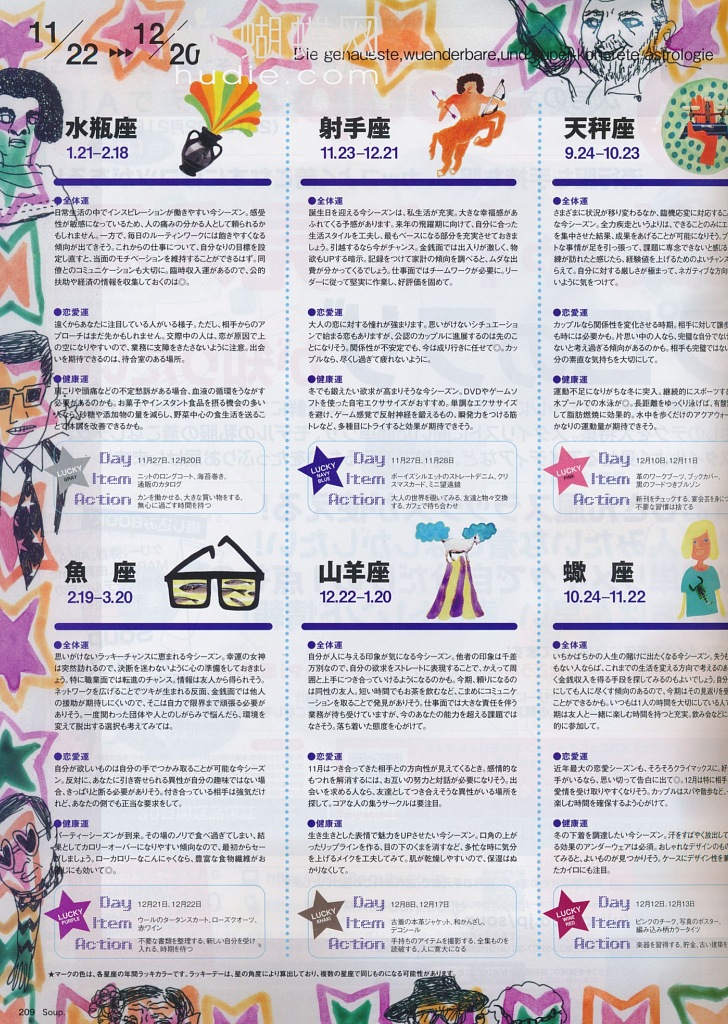 11/22 ▸▸▸ 12/20
Die genaueste,wuenderbare,und superkonkrete astrologie
hudie.com
水瓶座
1.21–2.18
●全体運
日常生活の中でインスピレーションが働きやすい今シーズン。感受
性が敏感になっているため、人の痛みの分かる人として頼られるか
もしれません。一方で、毎日のルーティンワークには飽きやすくなる
傾向が出てきそう。これからの仕事について、自分なりの目標を設
定し直すと、当面のモチベーションを維持することができるはず。同
僚とのコミュニケーションも大切に。臨時収入運があるので、公的
扶助や経済の情報を収集しておくのは◎。
●恋愛運
遠くからあなたに注目している人がいる様子。ただし、相手からのア
プローチはまだ先かもしれません。交際中の人は、恋が原因で上
の空になりやすいので、業務に支障をきたさないように注意。出会
いを期待できるのは、待合室のある場所。
●健康運
肩こりや頭痛などの不定愁訴がある場合、血液の循環をうながす
必要があるのかも。お菓子やインスタント食品を摂る機会の多い
人なら、砂糖や添加物の量を減らし、野菜中心の食生活を送るこ
とで体調を改善できるかも。
LUCKY GRAY
Day 11月27日、12月20日
Item ニットのロングコート、海苔巻き、
通販のカタログ
Action カンを働かせる、大きな買い物をする、
無心に過ごす時間を持つ
射手座
11.23–12.21
●全体運
誕生日を迎える今シーズンは、私生活が充実。大きな幸福感があ
ふれてくる予感があります。来年の飛躍期に向けて、自分に合った
生活スタイルを工夫し、最もベースになる部分を充実させておきま
しょう。引越しするなら今がチャンス。金銭面では出入りが激しく、物
欲もUPする暗示。記録をつけて家計の傾向を調べると、ムダな出
費が分かってくるでしょう。仕事面ではチームワークが必要に。リー
ダーに従って堅実に作業し、好評価を固めて。
●恋愛運
大人の恋に対する憧れが強まります。思いがけないシチュエーショ
ンで始まる恋もありますが、公認のカップルに進展するのは先のこ
とになりそう。関係性が不安定でも、今は成り行きに任せて◎。カッ
プルなら、尽くし過ぎて疲れないように。
●健康運
冬でも鍛えたい欲求が高まりそうな今シーズン。DVDやゲームソ
フトを使った自宅エクササイズがおすすめ。単調なエクササイズ
を避け、ゲーム感覚で反射神経を鍛えるもの、瞬発力をつける筋
トレなど、多種目にトライすると効果が期待できそう。
LUCKY NAVY BLUE
Day 11月27日、11月28日
Item ボーイズシルエットのストレートデニム、クリ
スマスカード、ミニ望遠鏡
Action 大人の世界を覗いてみる、友達と物々交換
する、カフェで待ち合わせ
天秤座
9.24–10.23
●全体運
さまざまに状況が移り変わるなか、臨機応変に対応するこ
な今シーズン。全力疾走というよりは、できることのみにエ
を集中させた結果、成果をあげることが可能になりそう。プ
トな事情が足を引っ張って、課題に専念できないと感じる
練が訪れたと感じたら、経験値を上げるためのよいチャンス
らえて。自分に対する厳しさが極まって、ネガティブな方向
いように気をつけて。
●恋愛運
カップルなら関係性を変化させる時期。相手に対して譲歩
も時には必要かも。片思い中の人なら、完璧な自分でなけ
ないと考え過ぎる傾向があるのかも。相手も完璧ではない
分の素直な気持ちを大切にして。
●健康運
運動不足になりがちな冬に突入。継続的にスポーツする
水プールでの水泳が◎。長距離をゆっくり泳げば、有酸素
して脂肪燃焼に効果的。水中を歩くだけのアクアウォー
かなりの運動量が期待できそう。
LUCKY PINK
Day 12月10日、12月11日
Item 革のワークブーツ、ブックカバー、
黒のフードつきブルゾン
Action 新刊をチェックする、宴会芸を身につ
不要な習慣は捨てる
魚 座
2.19–3.20
●全体運
思いがけないラッキーチャンスに恵まれる今シーズン。幸運の女神
は突然訪れるので、決断を迷わないように心の準備をしておきまし
ょう。特に職業面では転進のチャンス。情報は友人から得られそう。
ネットワークを広げることでツキが生まれる反面、金銭面では他人
の援助が期待しにくいので、そこは自力で限界まで頑張る必要が
ありそう。一度関わった団体や人とのしがらみで悩んだら、環境を
変えて脱出する選択も考えてみては。
●恋愛運
自分が欲しいものは自分の手でつかみ取ることが可能な今シーズ
ン。反対に、あなたに引き寄せられる異性が自分の趣味ではない場
合、きっぱりと断る必要がありそう。付き合っている相手は強気だけ
れど、あなたの側でも正当な要求をして。
●健康運
パーティーシーズンが到来。その場のノリで食べ過ぎてしまい、結
果としてカロリーオーバーになりやすい傾向なので、最初からセー
ブしましょう。ローカロリーなこんにゃくなら、豊富な食物繊維がお
通じにも効いて◎。
LUCKY PURPLE
Day 12月21日、12月22日
Item ウールのタータンスカート、ローズクオーツ、
赤ワイン
Action 不要な書類を整理する、新しい自分を受け
入れる、時期を待つ
山羊座
12.22–1.20
●全体運
自分が人に与える印象が気になる今シーズン。他者の印象は千差
万別なので、自分の欲求をストレートに表現することで、かえって周
囲と上手につき合っていけるようになるのかも。今期、頼りになるの
は同性の友人。短い時間でもお茶を飲むなど、こまめにコミュニケ
ーションを取ることで発見がありそう。仕事面では大きな責任を伴う
業務が待ち受けていますが、今のあなたの能力を超える課題では
なさそう。落ち着いた態度を心がけて。
●恋愛運
11月はつき合ってきた相手との方向性が見えてくるとき。感情的な
もつれを解消するには、お互いの努力と対話が必要になりそう。出
会いを求める人なら、友達としてつき合えそうな異性がいる場所を
探して。コアな人の集うサークルは要注目。
●健康運
生き生きとした表情で魅力をUPさせたい今シーズン。口角の上が
ったリップラインを作る、目の下のくまを消すなど、多忙な時に気分
を上げるメイクを工夫してみて。肌が乾燥しやすいので、保湿はぬ
かりなくして。
LUCKY KHAKI
Day 12月8日、12月17日
Item 古着の本革ジャケット、和かんざし、
デコシール
Action 手持ちのアイテムを撮影する、全集ものを
読破する、人に寛大になる
蠍 座
10.24–11.22
●全体運
いちかばちかの人生の賭けに出たくなる今シーズン。失う
もない人ならば、これまでの生活を変える方向で考えるの
く金銭収入を得る手段を探してみるのもよいでしょう。自分
にしても人に尽くす傾向のあるので、今期はその見返りを受
ことができるかも。いつもは1人の時間を大切にしている人で
期は友人と一緒に楽しむ時間を持つと充実。飲み会などに
的に参加して。
●恋愛運
近年最大の恋愛シーズンも、そろそろクライマックスに。好
手がいるなら、思い切って告白に出て◎。12月は特に相手
愛情を受け取りやすくなりそう。カップルはスパや散歩など、
楽しむ時間を確保するよう心がけて。
●健康運
冬の下着を調達したい今シーズン。汗をすばやく放出して
る効果のアンダーウェアは必須。おしゃれなデザインのもの
てみると、よいものが見つかりそう。ケースにデザイン性を兼
たカイロにも注目。
LUCKY WINE RED
Day 12月12日、12月13日
Item ピンクのチーク、写真のポスター、
編み込み柄カラータイツ
Action 楽器を習得する、貯金、古い建築を
★マークの色は、各星座の年間ラッキカラーです。ラッキーデーは、星の角度により算出しており、複数の星座で同じものになる可能性があります。
209 Soup.